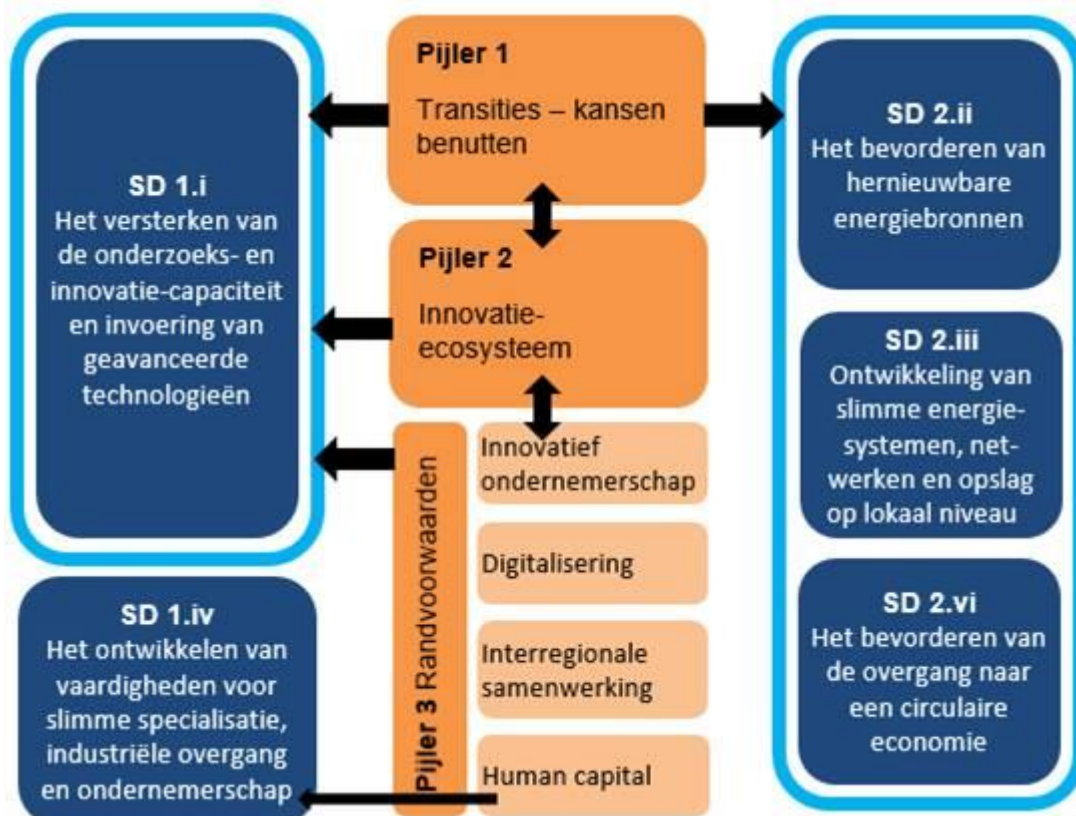 SD 1.i
Het versterken van
de onderzoeks- en
innovatie-capaciteit
en invoering van
geavanceerde
technologieën
SD 1.iv
Het ontwikkelen van
vaardigheden voor
slimme specialisatie,
industriële overgang
en ondernemerschap
Pijler 1
Transities – kansen
benutten
Pijler 2
Innovatie-
ecosysteem
Pijler 3 Randvoorwaarden
Innovatief
ondernemerschap
Digitalisering
Interregionale
samenwerking
Human capital
SD 2.ii
Het bevorderen van
hernieuwbare
energiebronnen
SD 2.iii
Ontwikkeling van
slimme energie-
systemen, net-
werken en opslag
op lokaal niveau
SD 2.vi
Het bevorderen van
de overgang naar
een circulaire
economie